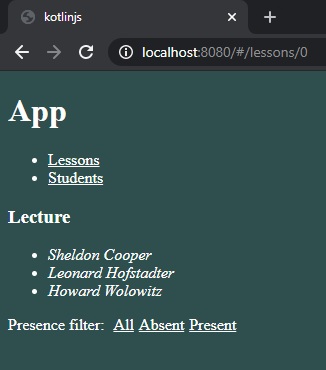 kotlinjs
localhost:8080/#/lessons/0
App
Lessons
Students
Lecture
Sheldon Cooper
Leonard Hofstadter
Howard Wolowitz
Presence filter: All Absent Present